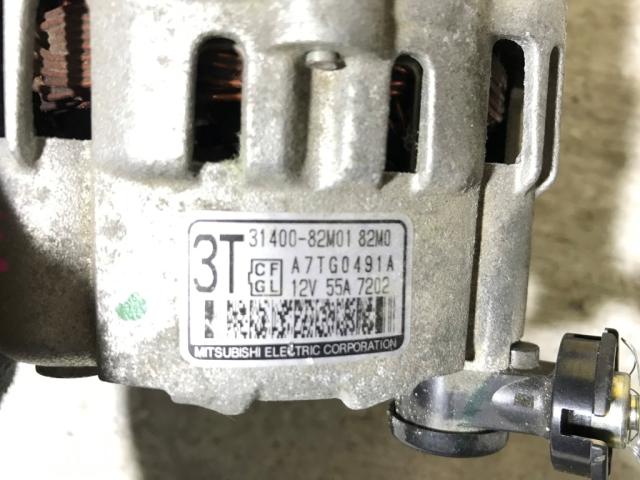 3T 31400-82M01 82M0
CF A7TG0491A
GL 12V 55A 7202
MITSUBISHI ELECTRIC CORPORATION